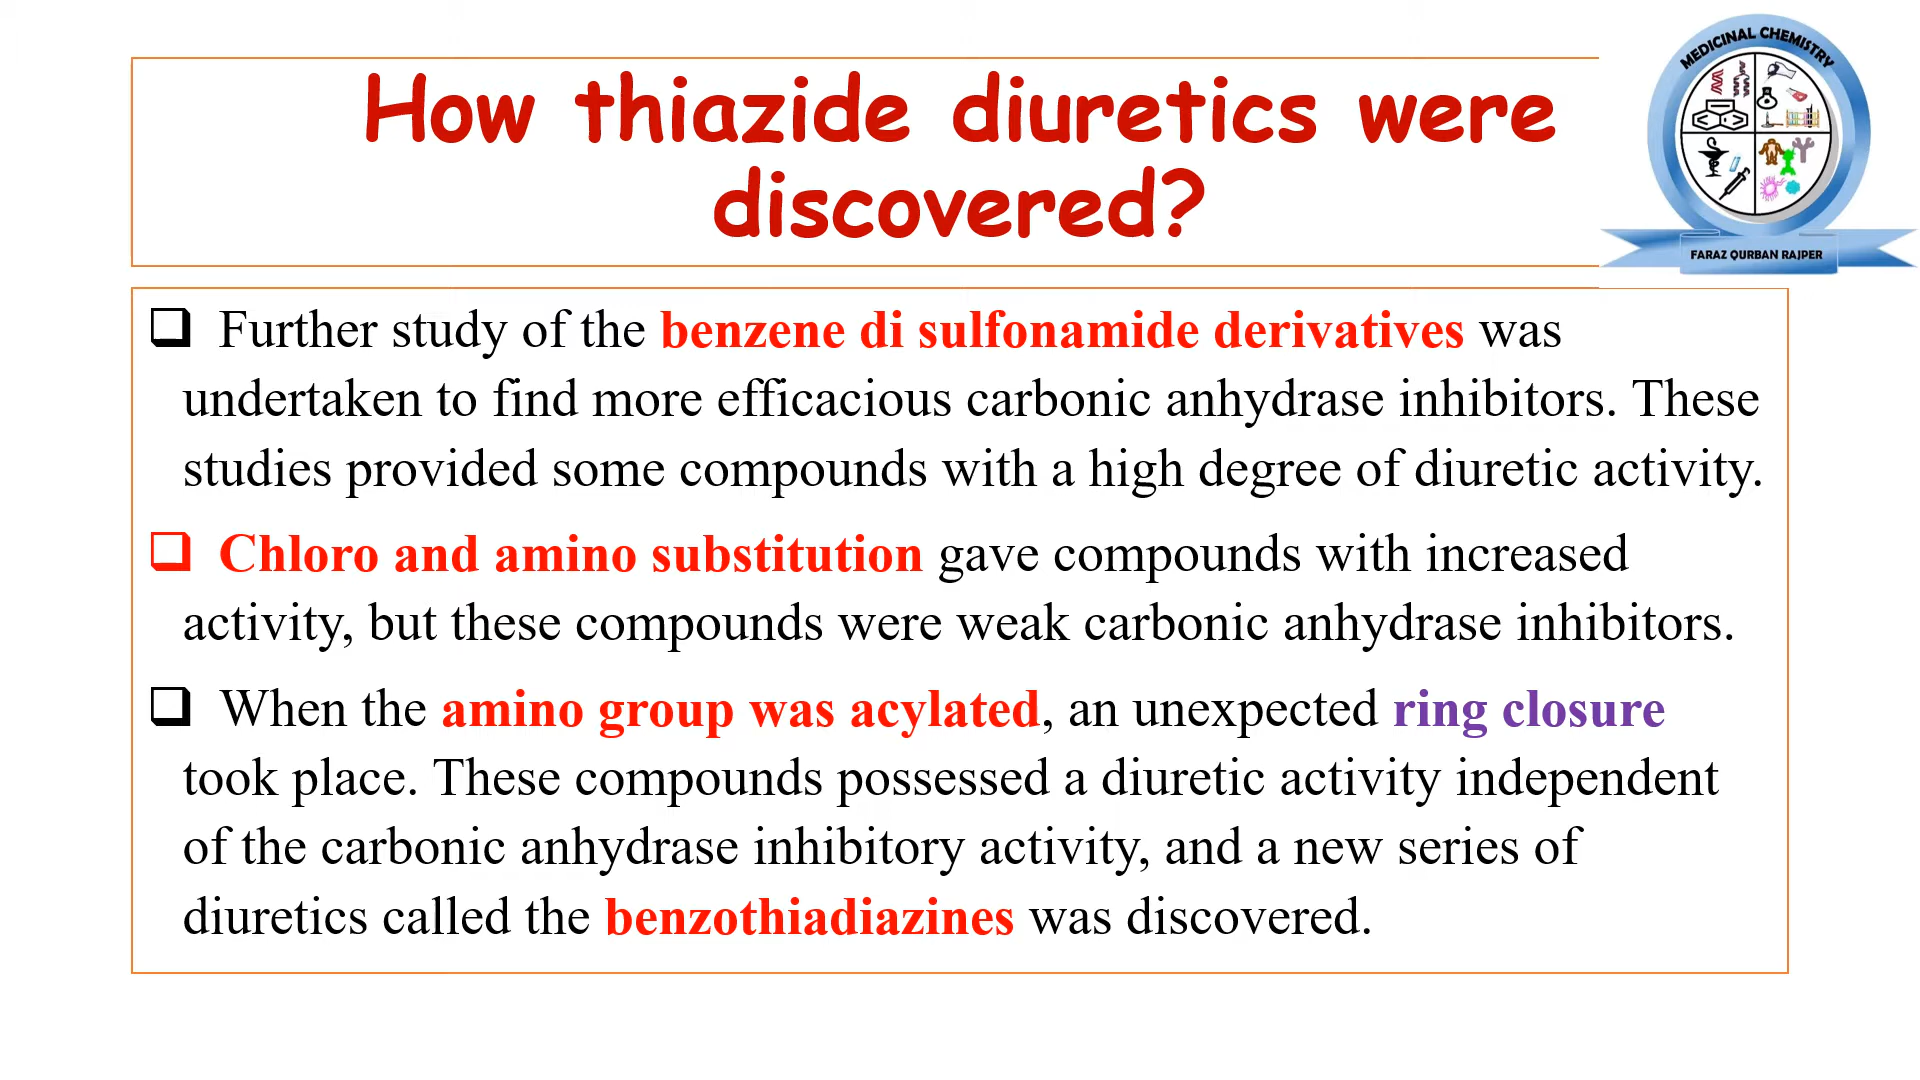 How thiazide diuretics were
discovered?
MEDICINAL CHEMISTRY
FARAZ QURBAN RAJPER
❑ Further study of the benzene di sulfonamide derivatives was
undertaken to find more efficacious carbonic anhydrase inhibitors. These
studies provided some compounds with a high degree of diuretic activity.
❑ Chloro and amino substitution gave compounds with increased
activity, but these compounds were weak carbonic anhydrase inhibitors.
❑ When the amino group was acylated, an unexpected ring closure
took place. These compounds possessed a diuretic activity independent
of the carbonic anhydrase inhibitory activity, and a new series of
diuretics called the benzothiadiazines was discovered.